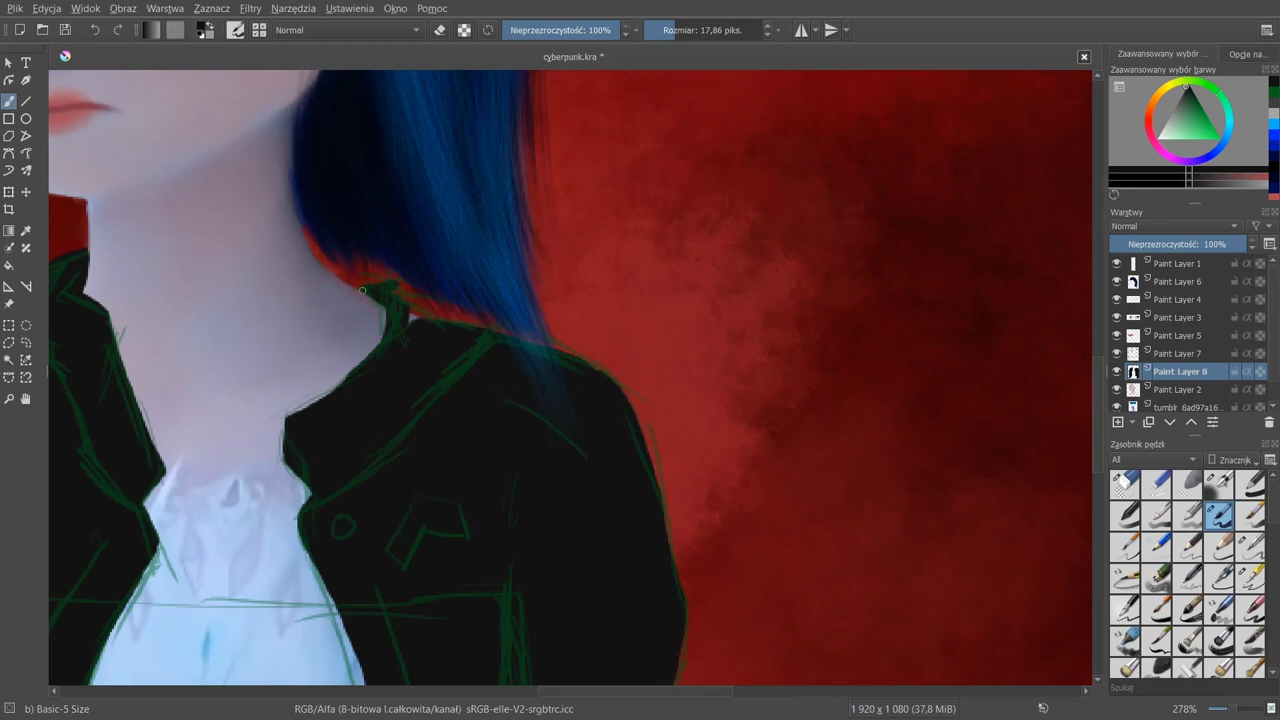 Plik Edycja Widok Obraz Warstwa Zaznacz Filtry Narzędzia Ustawienia Okno Pomoc
Normal Nieprzezroczystość: 100% Rozmiar: 17,86 piks.
cyberpunk.kra *
Zaawansowany wybór ... Opcje na...
Zaawansowany wybór barwy
Warstwy
Normal
Nieprzezroczystość: 100%
Paint Layer 1
Paint Layer 6
Paint Layer 4
Paint Layer 3
Paint Layer 5
Paint Layer 7
Paint Layer 8
Paint Layer 2
tumblr_6ad97a16...
Zasobnik pędzli
All Znacznik
Szukaj
b) Basic-5 Size RGB/Alfa (8-bitowa l.całkowita/kanał) sRGB-elle-V2-srgbtrc.icc 1 920 x 1 080 (37,8 MiB) 278%